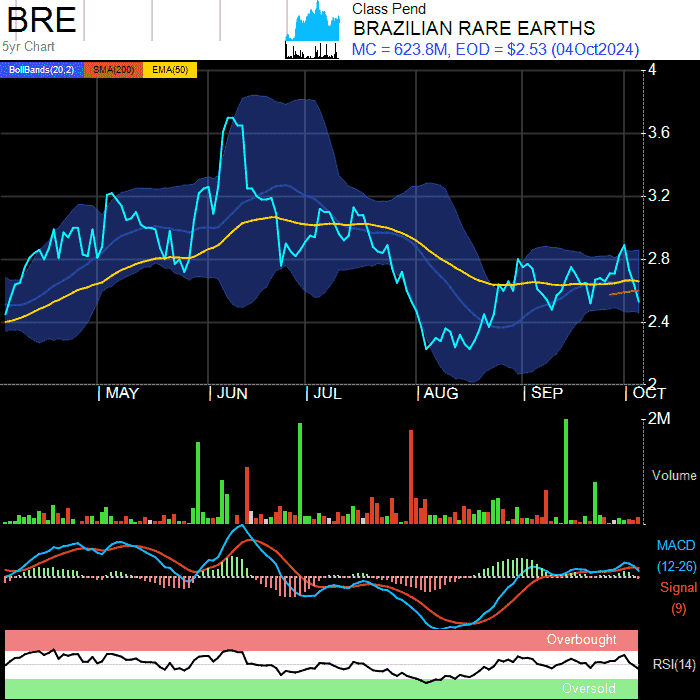 BRE
5yr Chart
Class Pend
BRAZILIAN RARE EARTHS
MC = 623.8M, EOD = $2.53 (04Oct2024)
BollBands(20,2) SMA(200) EMA(50)
4
3.6
3.2
2.8
2.4
2
MAY JUN JUL AUG SEP OCT
2M
Volume
MACD
(12-26)
Signal
(9)
Overbought
RSI(14)
Oversold